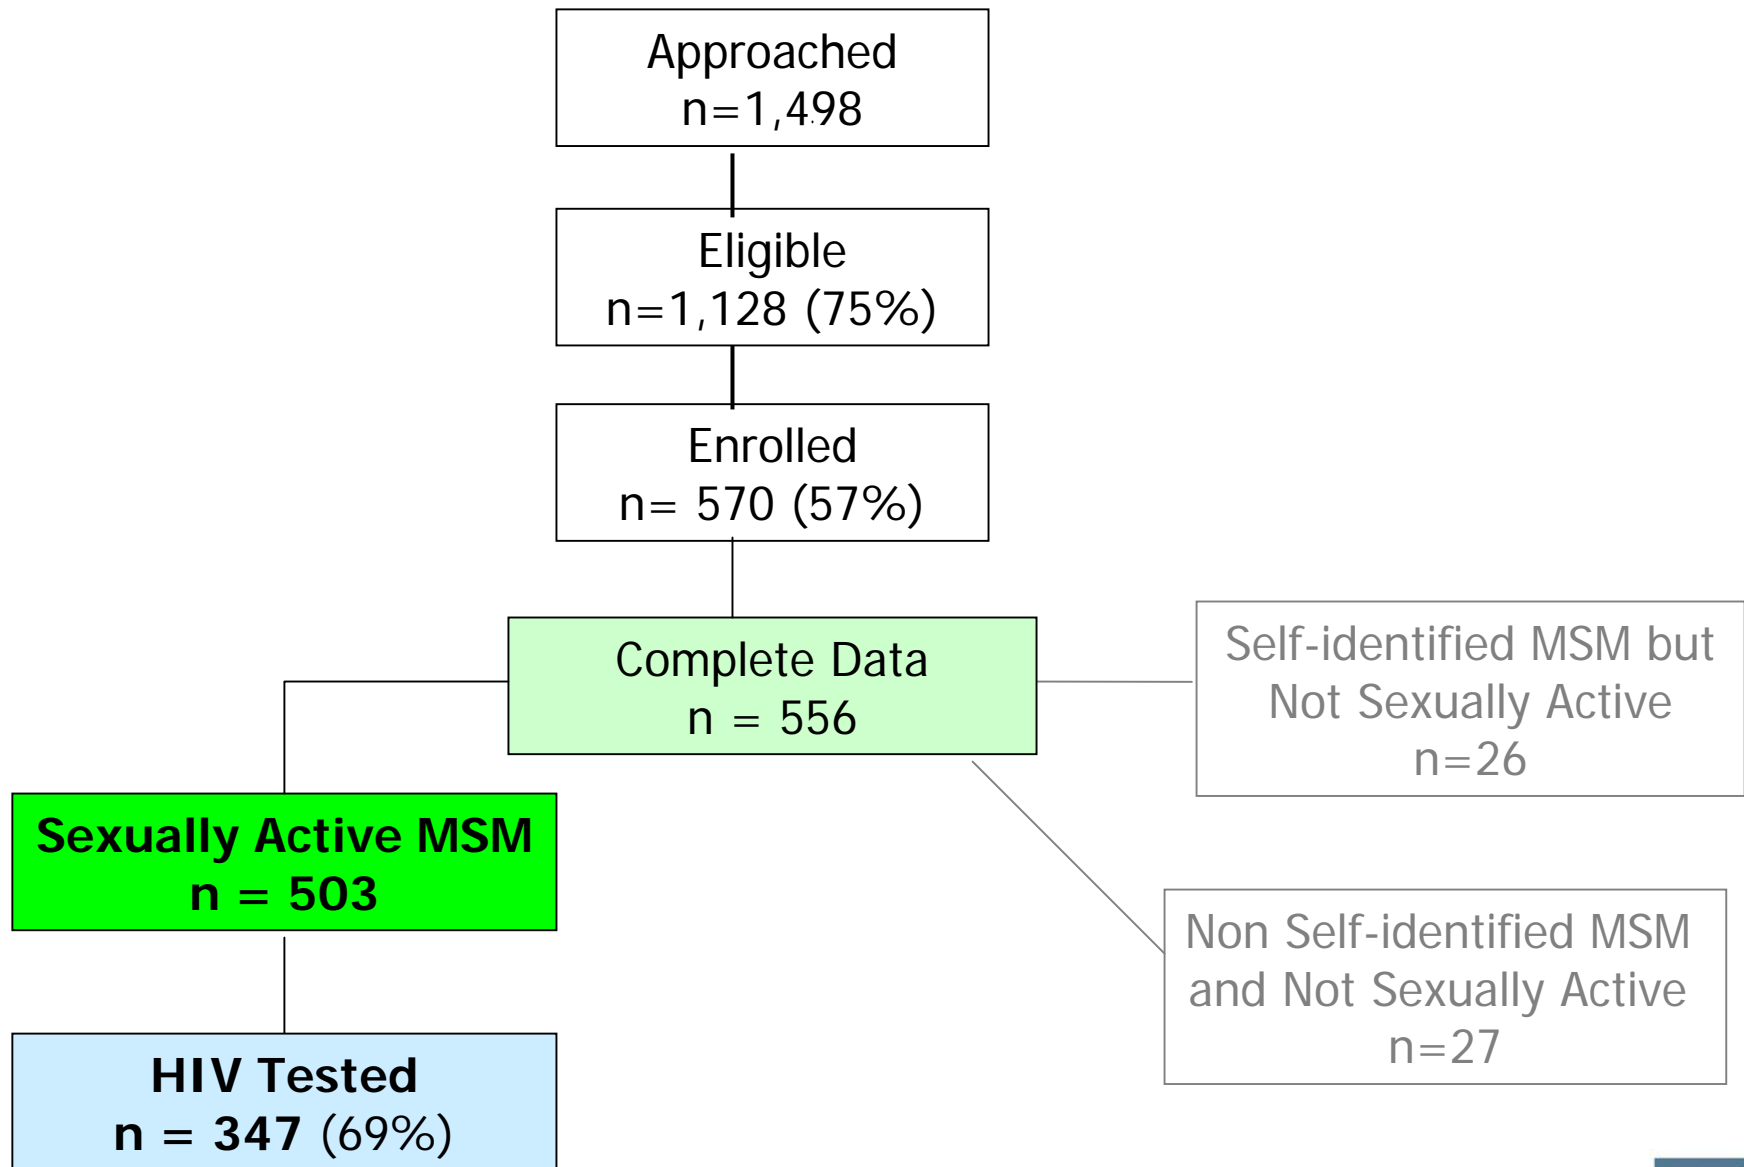 Approached
n=1,498
Eligible
n=1,128 (75%)
Enrolled
n= 570 (57%)
Complete Data
n = 556
Self-identified MSM but
Not Sexually Active
n=26
Sexually Active MSM
n = 503
Non Self-identified MSM
and Not Sexually Active
n=27
HIV Tested
n = 347 (69%)